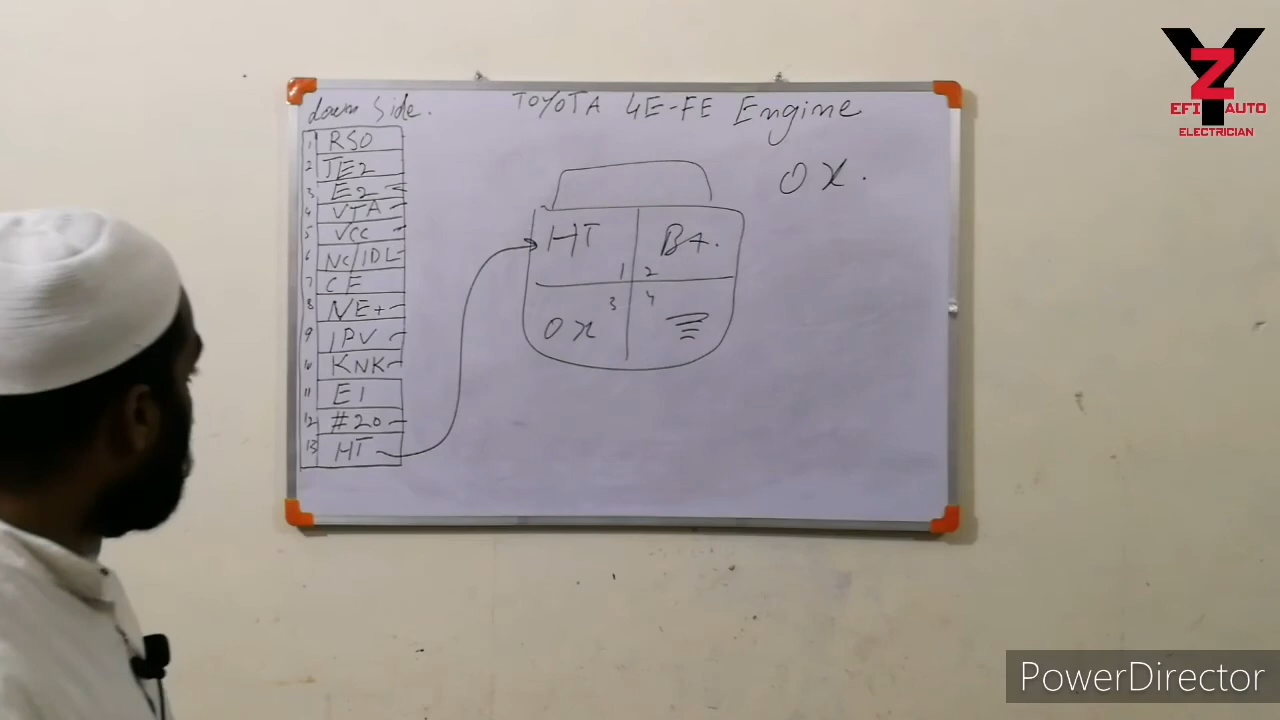 down side.
TOYOTA 4E-FE Engine
OX.
1 RSO
2 TE2
3 E2
4 VTA
5 VCC
6 NC/IDL
7 CF
8 NE+
9 IPV
10 KNK
11 E1
12 #20
13 HT
HT 1
B+. 2
OX 3
4
YZ
EFI AUTO
ELECTRICIAN
PowerDirector